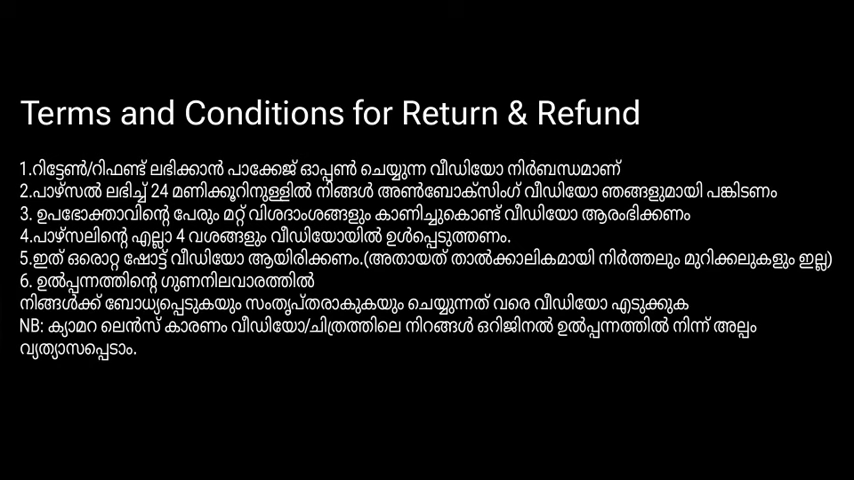 Terms and Conditions for Return & Refund
1.റിട്ടേൺ/റിഫണ്ട് ലഭിക്കാൻ പാക്കേജ് ഓപ്പൺ ചെയ്യുന്ന വീഡിയോ നിർബന്ധമാണ്
2.പാഴ്സൽ ലഭിച്ച് 24 മണിക്കൂറിനുള്ളിൽ നിങ്ങൾ അൺബോക്സിംഗ് വീഡിയോ ഞങ്ങളുമായി പങ്കിടണം
3. ഉപഭോക്താവിന്റെ പേരും മറ്റ് വിശദാംശങ്ങളും കാണിച്ചുകൊണ്ട് വീഡിയോ ആരംഭിക്കണം
4.പാഴ്സലിന്റെ എല്ലാ 4 വശങ്ങളും വീഡിയോയിൽ ഉൾപ്പെടുത്തണം.
5.ഇത് ഒരൊറ്റ ഷോട്ട് വീഡിയോ ആയിരിക്കണം.(അതായത് താൽക്കാലികമായി നിർത്തലും മുറിക്കലുകളും ഇല്ല)
6. ഉൽപ്പന്നത്തിന്റെ ഗുണനിലവാരത്തിൽ
നിങ്ങൾക്ക് ബോധ്യപ്പെടുകയും സംതൃപ്തരാകുകയും ചെയ്യുന്നത് വരെ വീഡിയോ എടുക്കുക
NB: ക്യാമറ ലെൻസ് കാരണം വീഡിയോ/ചിത്രത്തിലെ നിറങ്ങൾ ഒറിജിനൽ ഉൽപ്പന്നത്തിൽ നിന്ന് അല്പം
വ്യത്യാസപ്പെടാം.